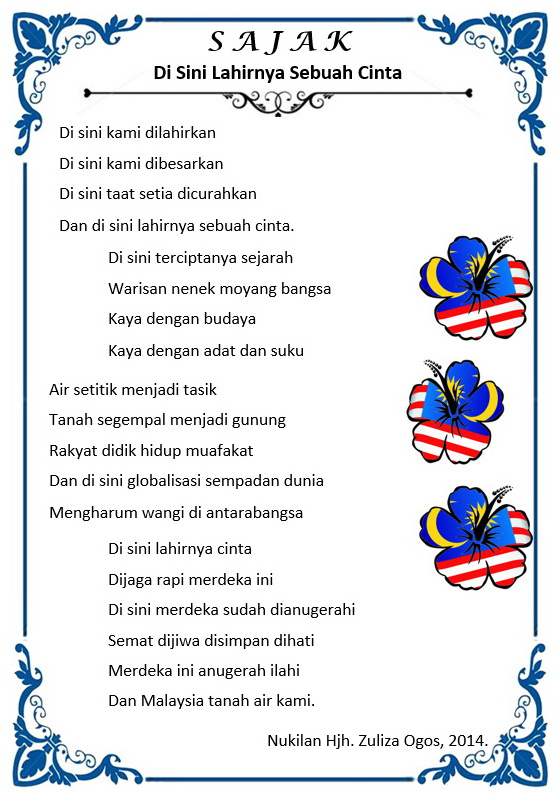 S A J A K
Di Sini Lahirnya Sebuah Cinta
Di sini kami dilahirkan
Di sini kami dibesarkan
Di sini taat setia dicurahkan
Dan di sini lahirnya sebuah cinta.
Di sini terciptanya sejarah
Warisan nenek moyang bangsa
Kaya dengan budaya
Kaya dengan adat dan suku
Air setitik menjadi tasik
Tanah segempal menjadi gunung
Rakyat didik hidup muafakat
Dan di sini globalisasi sempadan dunia
Mengharum wangi di antarabangsa
Di sini lahirnya cinta
Dijaga rapi merdeka ini
Di sini merdeka sudah dianugerahi
Semat dijiwa disimpan dihati
Merdeka ini anugerah ilahi
Dan Malaysia tanah air kami.
Nukilan Hjh. Zuliza Ogos, 2014.